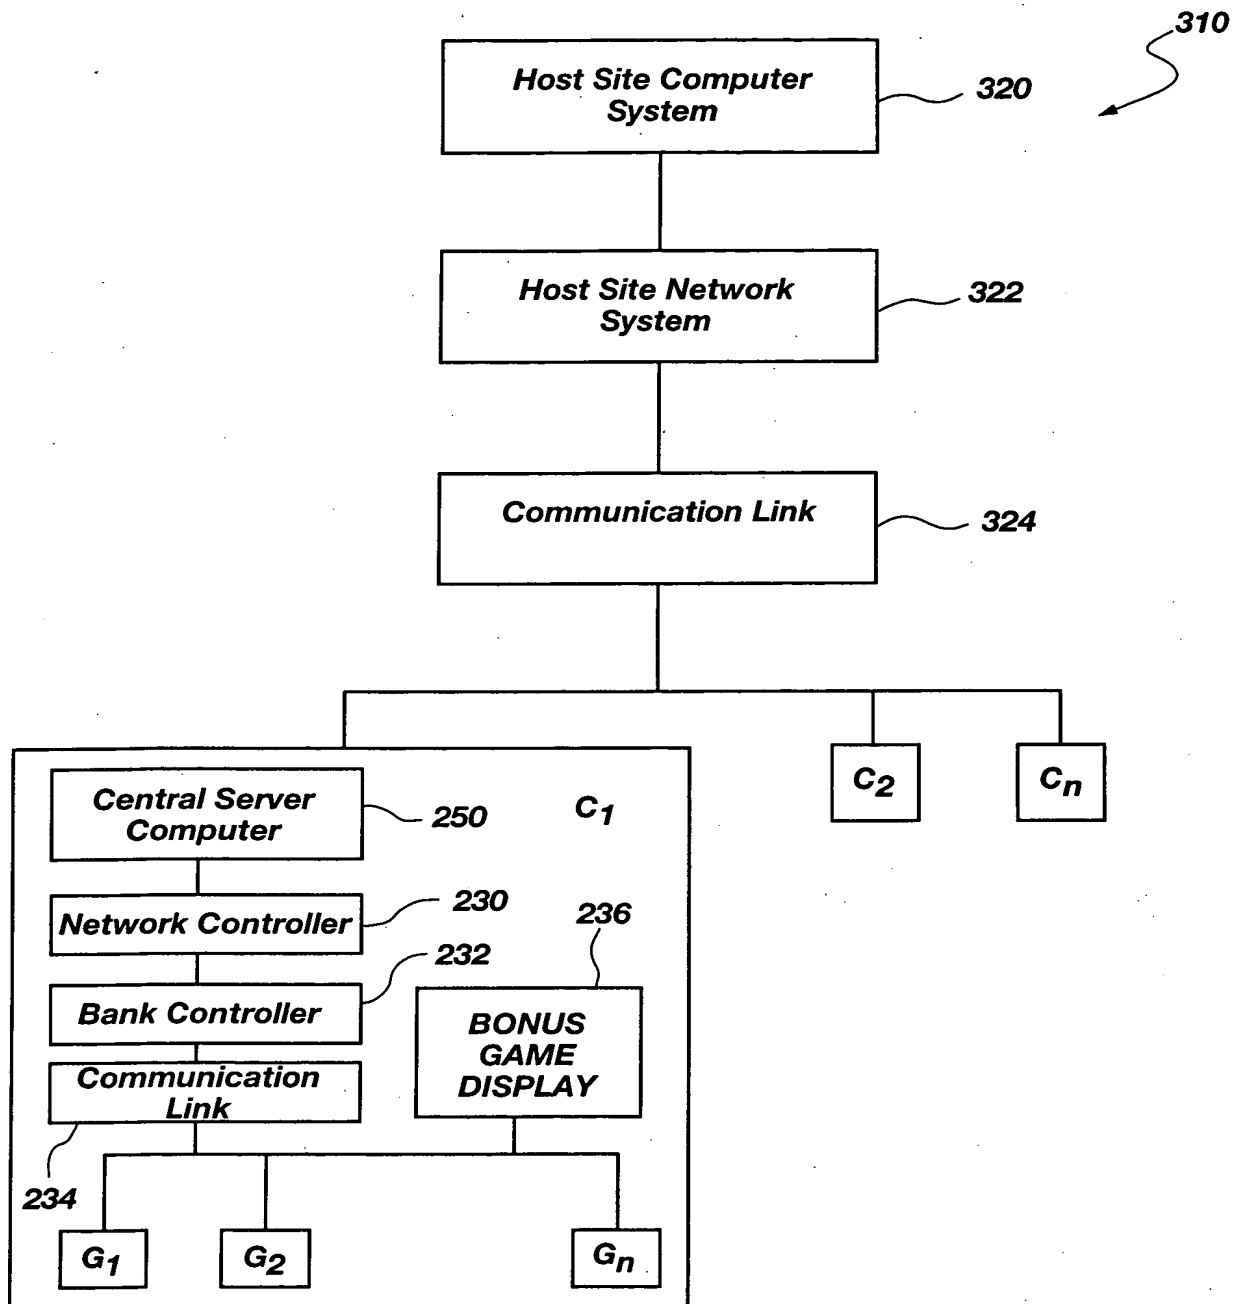 310
Host Site Computer
System
320
Host Site Network
System
322
Communication Link
324
C1
C2
Cn
Central Server
Computer
250
Network Controller
230
Bank Controller
232
Communication
Link
234
BONUS
GAME
DISPLAY
236
G1
G2
Gn